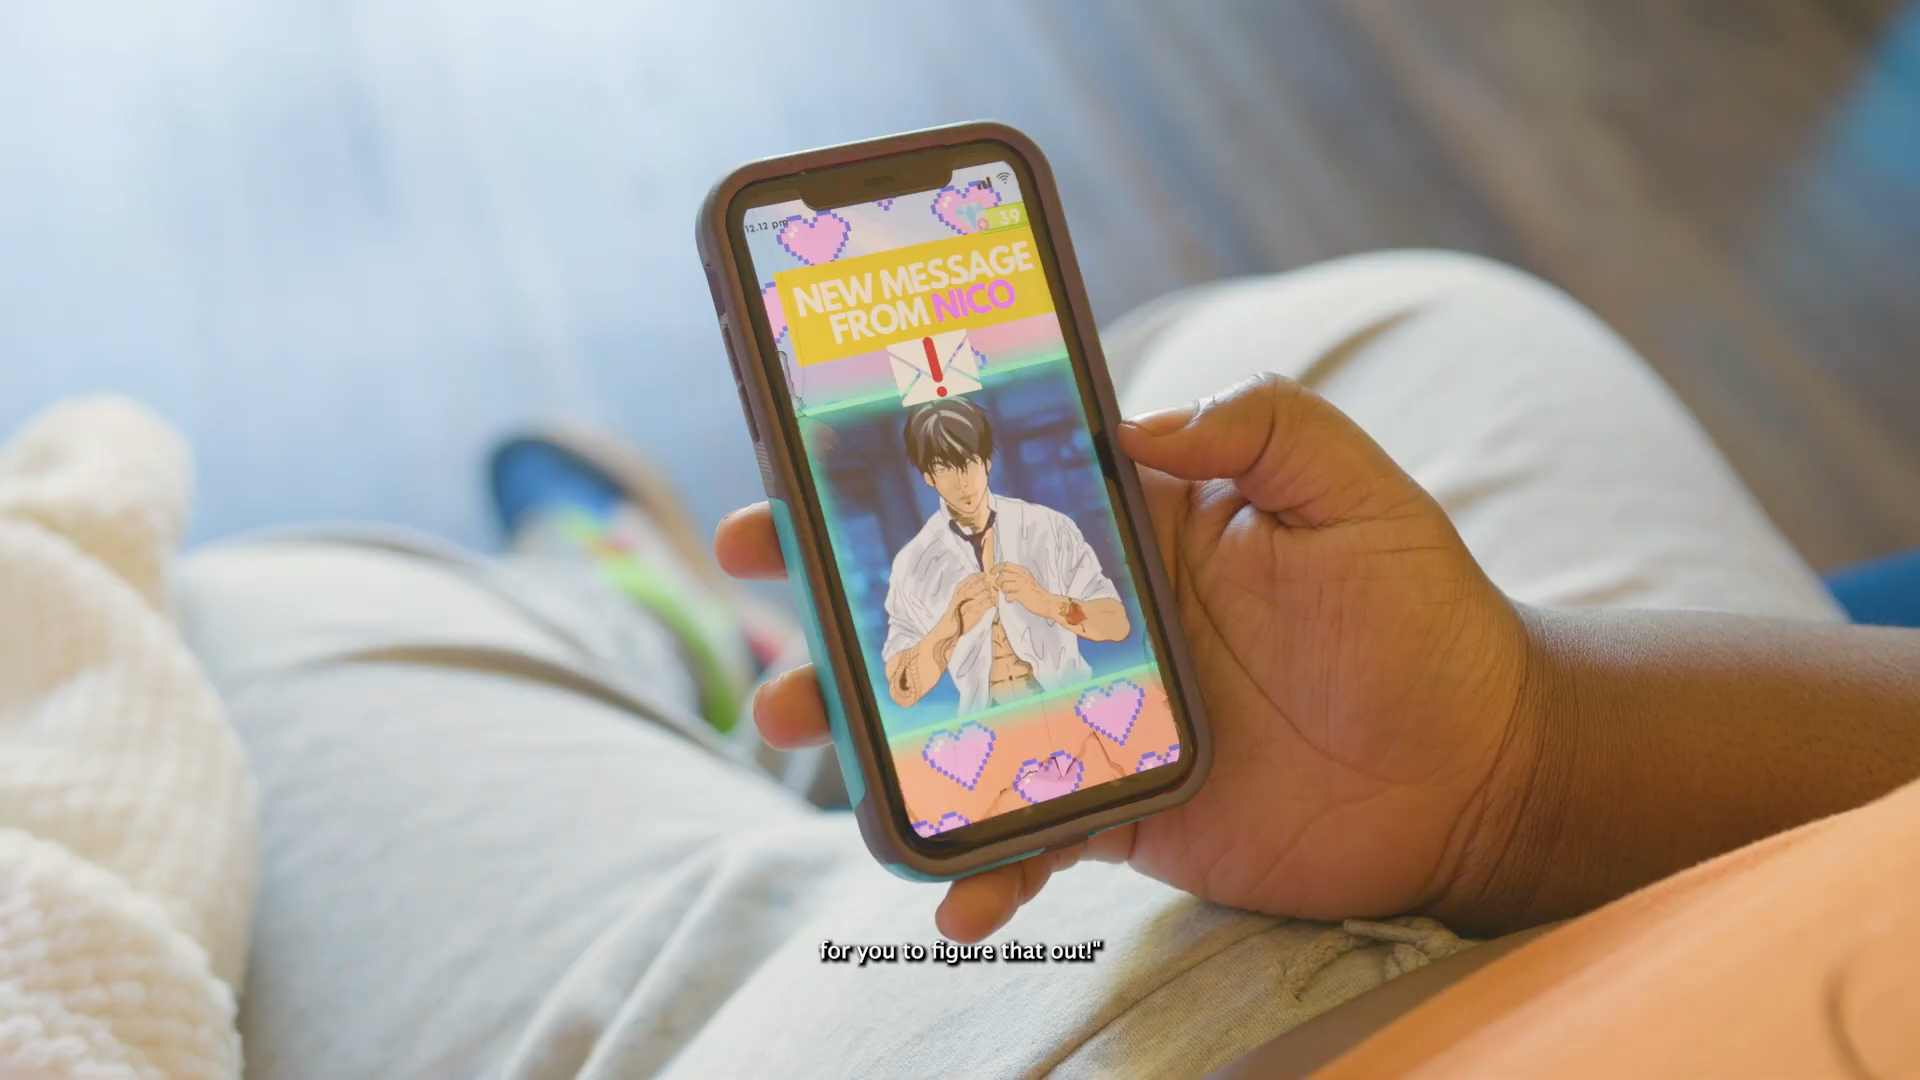 12.12 pm
39
NEW MESSAGE
FROM NICO
for you to figure that out!"